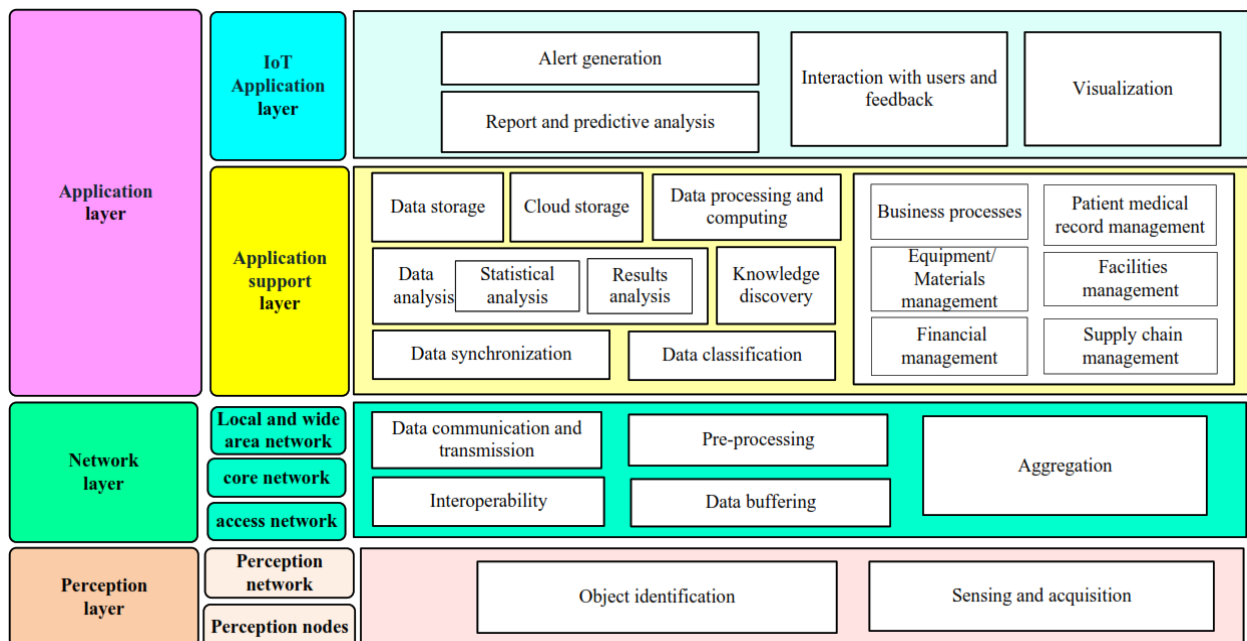 Application
layer
IoT
Application
layer
Alert generation
Report and predictive analysis
Interaction with users and
feedback
Visualization
Application
support
layer
Data storage
Cloud storage
Data processing and
computing
Data
analysis
Statistical
analysis
Results
analysis
Knowledge
discovery
Data synchronization
Data classification
Business processes
Patient medical
record management
Equipment/
Materials
management
Facilities
management
Financial
management
Supply chain
management
Network
layer
Local and wide
area network
core network
access network
Data communication and
transmission
Pre-processing
Aggregation
Interoperability
Data buffering
Perception
layer
Perception
network
Perception nodes
Object identification
Sensing and acquisition